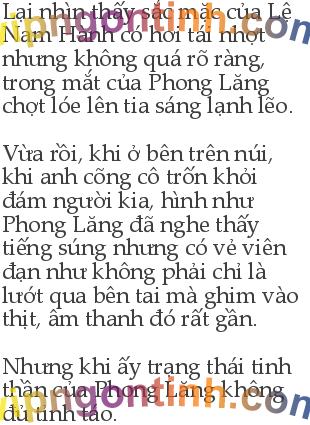 Lại nhìn thấy sắc mặc của Lệ
Nam Hành có hơi tái nhợt
nhưng không quá rõ ràng,
trong mắt của Phong Lăng
chợt lóe lên tia sáng lạnh lẽo.
Vừa rồi, khi ở bên trên núi,
khi anh cõng cô trốn khỏi
đám người kia, hình như
Phong Lăng đã nghe thấy
tiếng súng nhưng có vẻ viên
đạn như không phải chỉ là
lướt qua bên tai mà ghim vào
thịt, âm thanh đó rất gần.
Nhưng khi ấy trạng thái tinh
thần của Phong Lăng không
đủ tỉnh táo.
vipngontinh.com
vipngontinh.com